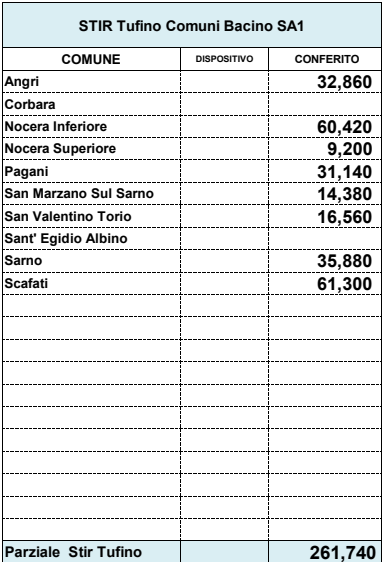 STIR Tufino Comuni Bacino SA1
COMUNE DISPOSITIVO CONFERITO
Angri 32,860
Corbara
Nocera Inferiore 60,420
Nocera Superiore 9,200
Pagani 31,140
San Marzano Sul Sarno 14,380
San Valentino Torio 16,560
Sant' Egidio Albino
Sarno 35,880
Scafati 61,300
Parziale Stir Tufino 261,740